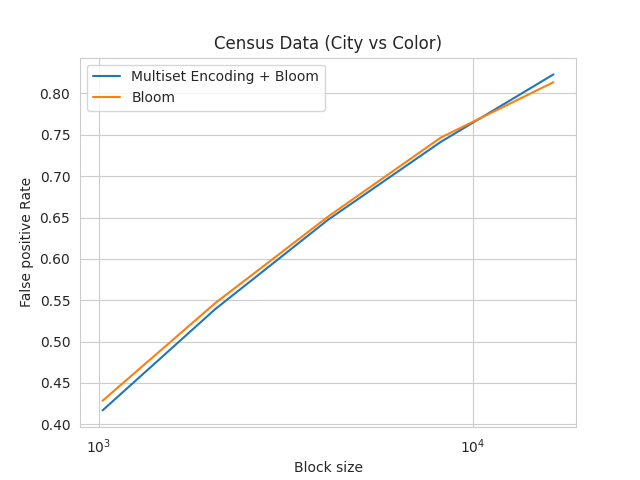 Census Data (City vs Color)
Multiset Encoding + Bloom
Bloom
False positive Rate
0.80
0.75
0.70
0.65
0.60
0.55
0.50
0.45
0.40
10³
10⁴
Block size